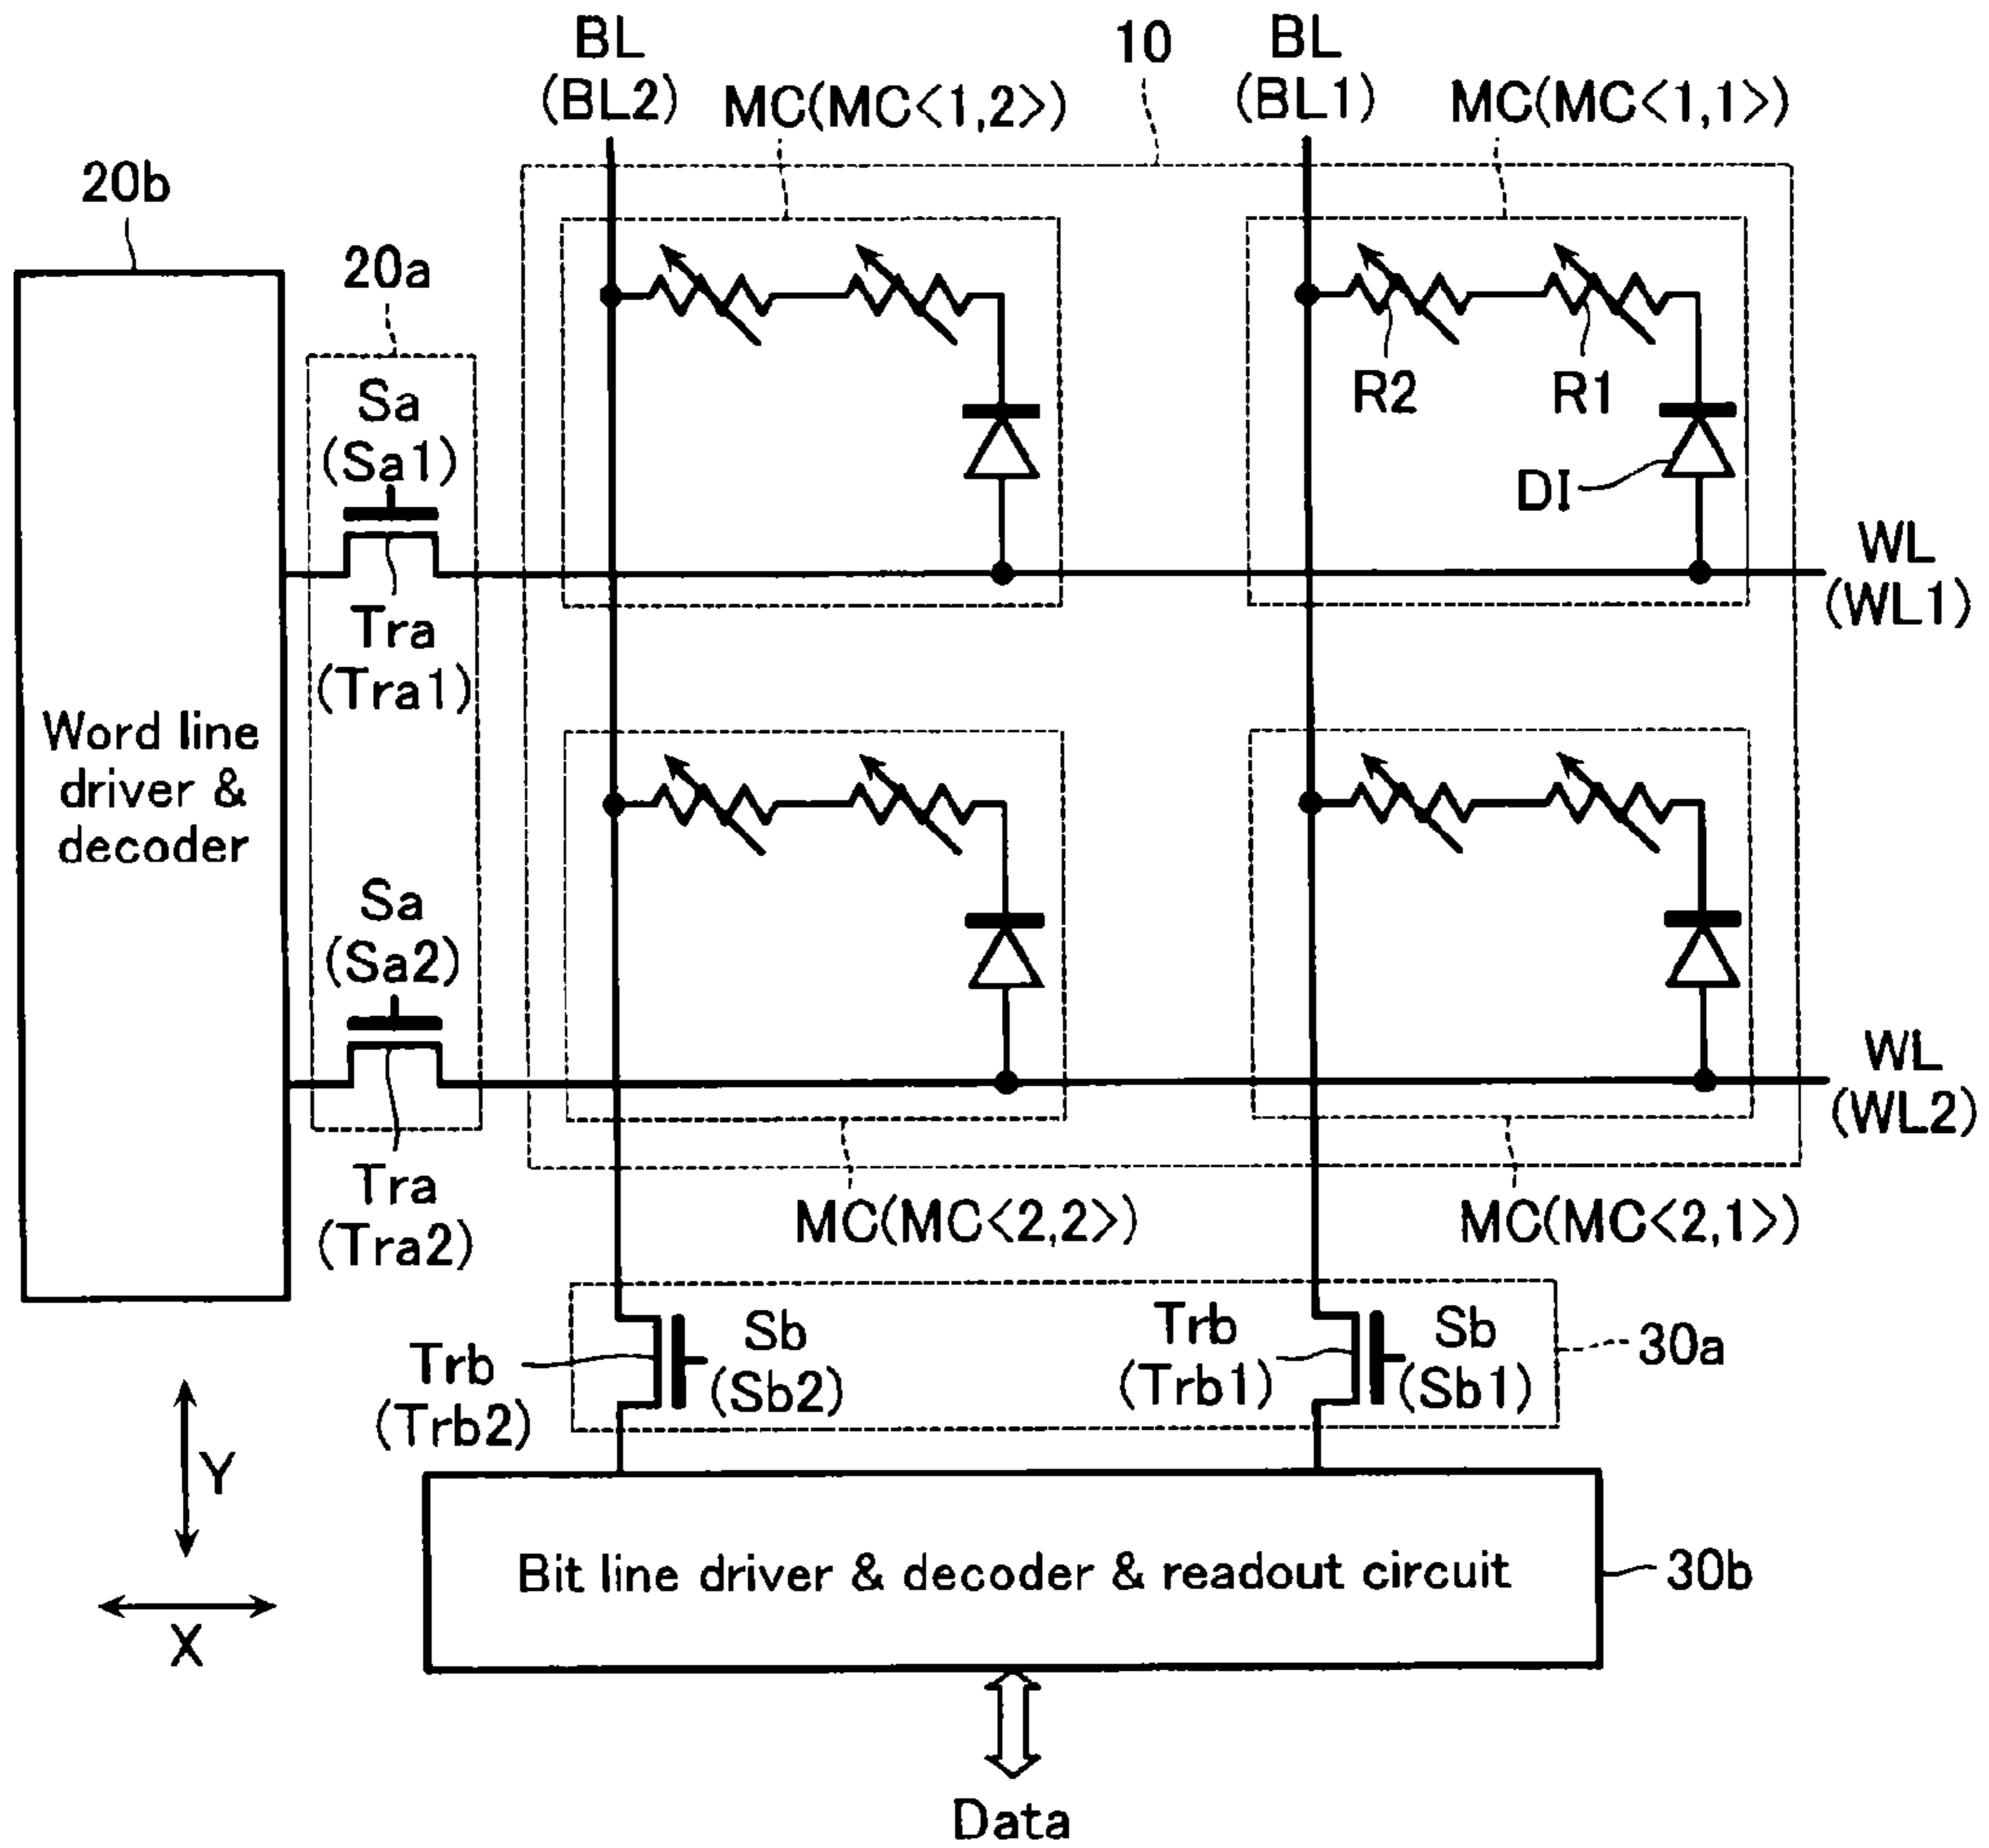 BL
(BL2)
10
BL
(BL1)
MC(MC<1,2>)
MC(MC<1,1>)
20b
20a
Sa
(Sa1)
R2
R1
DI
WL
(WL1)
Tra
(Tra1)
Word line
driver &
decoder
Sa
(Sa2)
WL
(WL2)
Tra
(Tra2)
MC(MC<2,2>)
MC(MC<2,1>)
Trb
(Trb2)
Sb
(Sb2)
Trb
(Trb1)
Sb
(Sb1)
30a
Y
X
Bit line driver & decoder & readout circuit
30b
Data